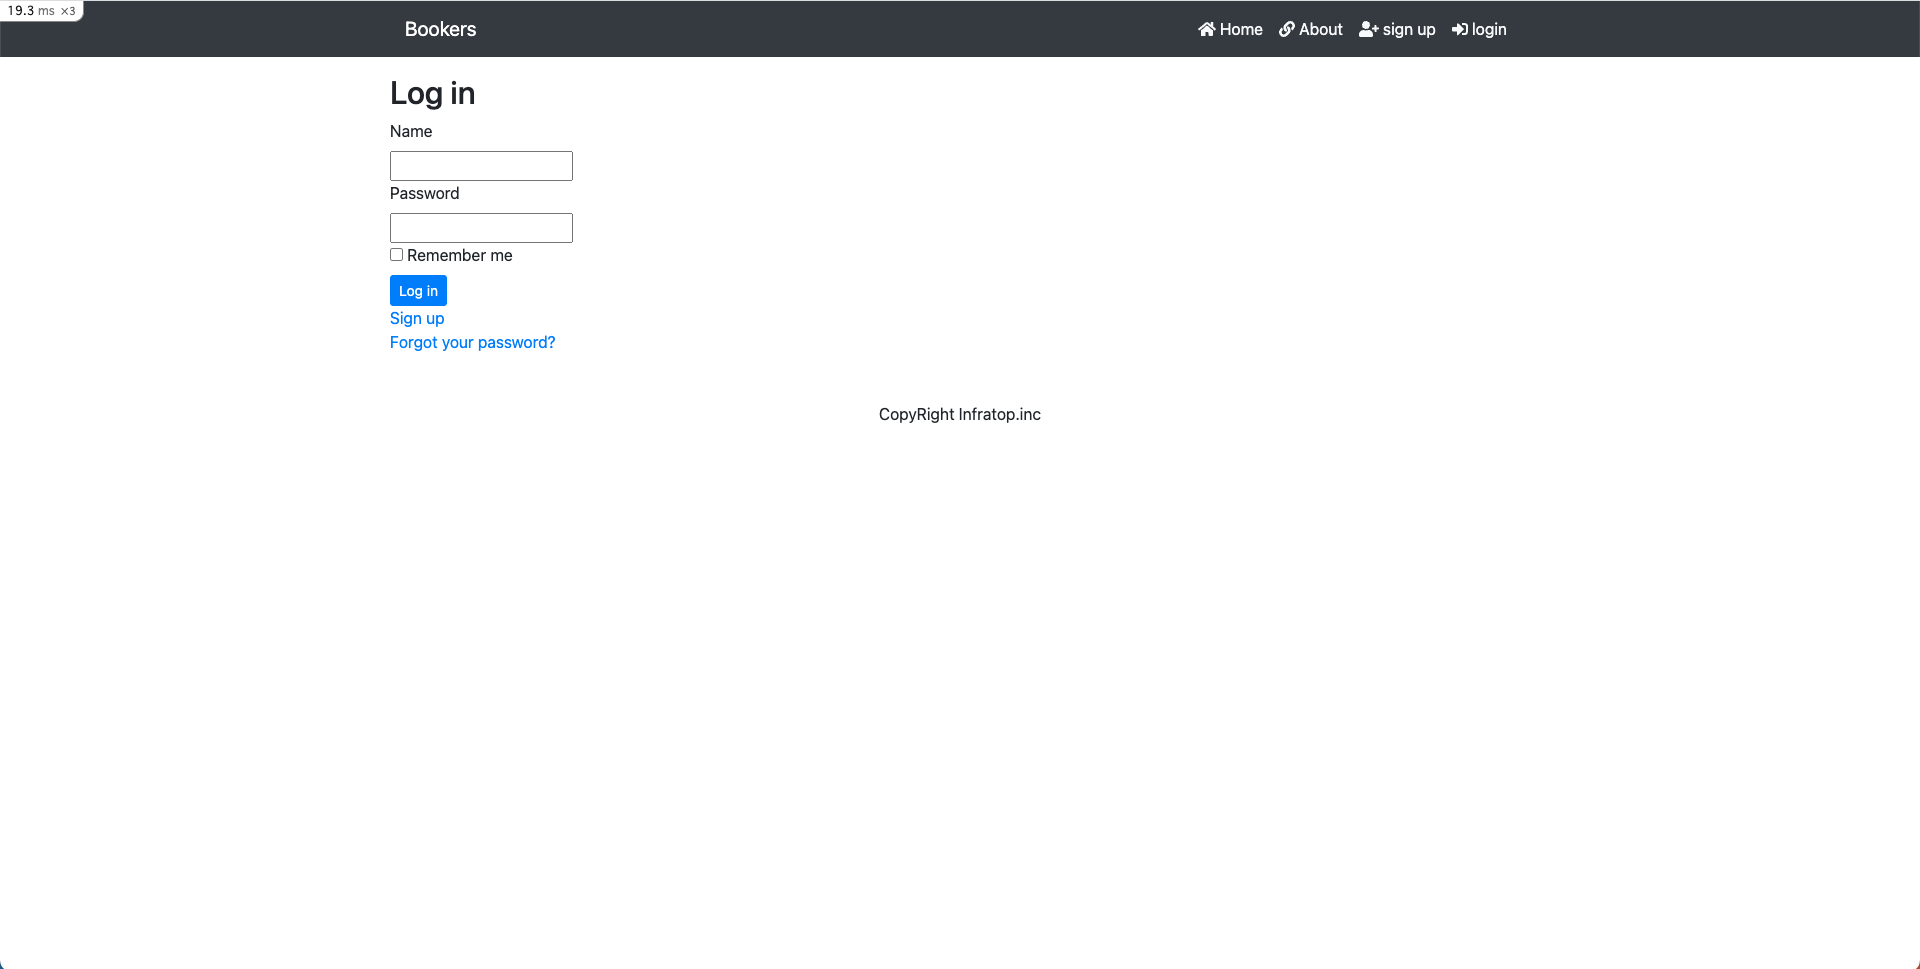 19.3 ms ×3
Bookers
Home About sign up login
Log in
Name
Password
Remember me
Log in
Sign up
Forgot your password?
CopyRight Infratop.inc